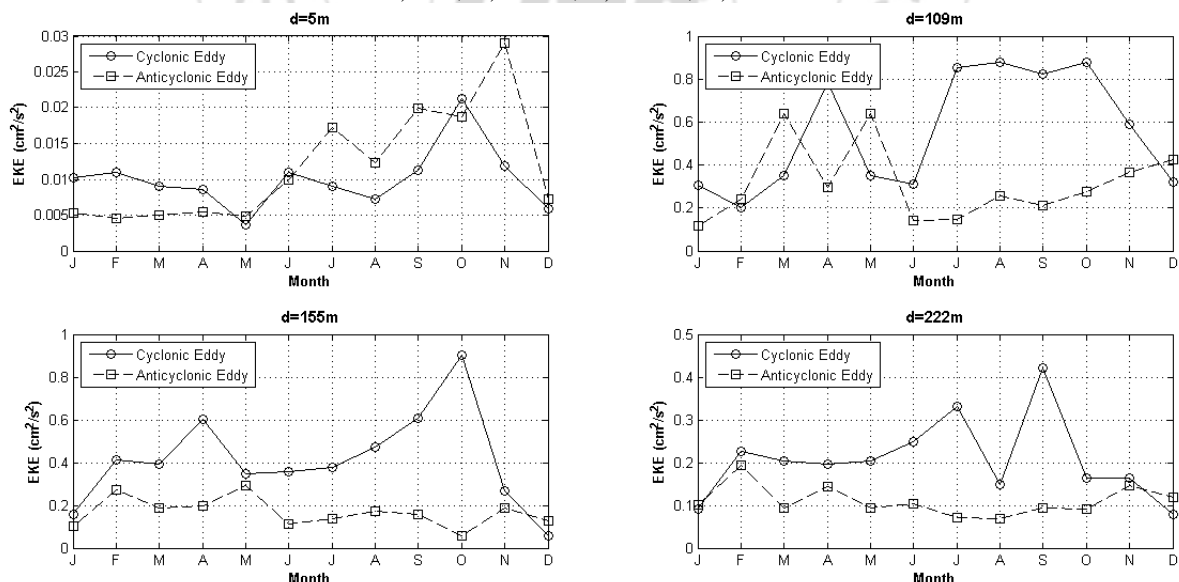 d=5m
EKE (cm²/s²)
0.03
0.025
0.02
0.015
0.01
0.005
0
Cyclonic Eddy
Anticyclonic Eddy
J F M A M J J A S O N D
Month
d=109m
EKE (cm²/s²)
1
0.8
0.6
0.4
0.2
0
Cyclonic Eddy
Anticyclonic Eddy
J F M A M J J A S O N D
Month
d=155m
EKE (cm²/s²)
1
0.8
0.6
0.4
0.2
0
Cyclonic Eddy
Anticyclonic Eddy
J F M A M J J A S O N D
Month
d=222m
EKE (cm²/s²)
0.5
0.4
0.3
0.2
0.1
0
Cyclonic Eddy
Anticyclonic Eddy
J F M A M J J A S O N D
Month